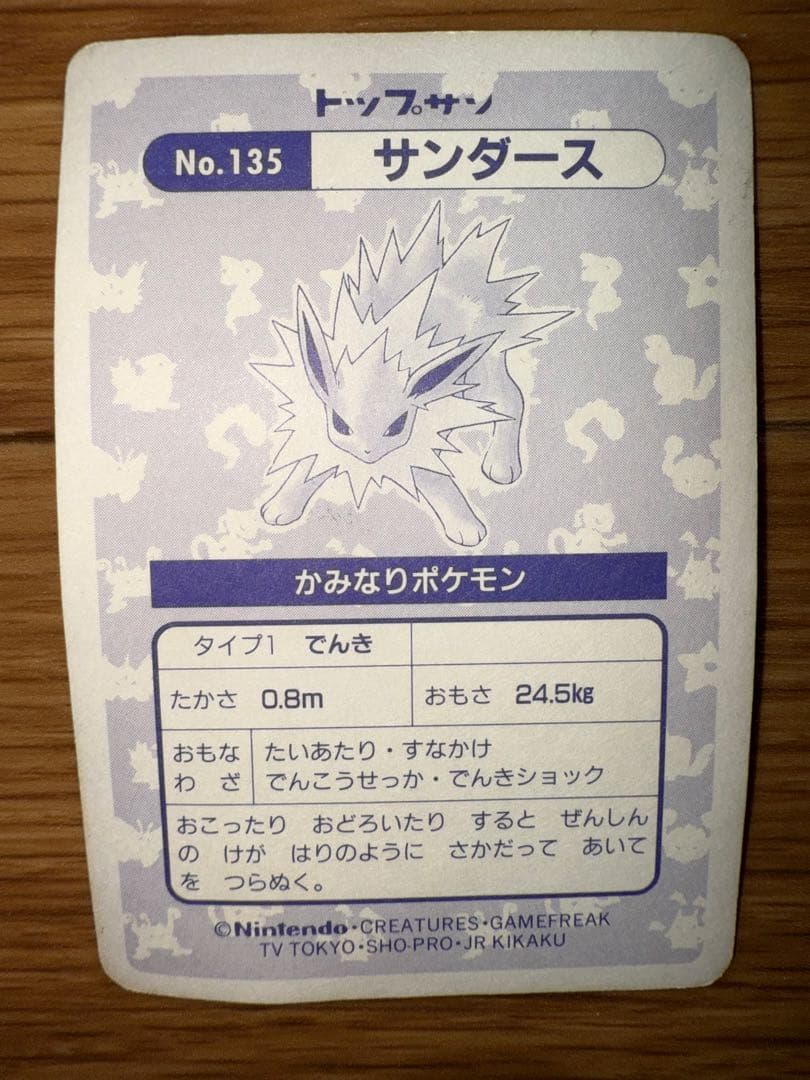 トップサン
No.135 サンダース
かみなりポケモン
タイプ1 でんき
たかさ 0.8m おもさ 24.5kg
おもな たいあたり・すなかけ
わざ でんこうせっか・でんきショック
おこったり おどろいたり すると ぜんしん
の けが はりのように さかだって あいて
を つらぬく。
©Nintendo・CREATURES・GAMEFREAK
TV TOKYO・SHO-PRO・JR KIKAKU